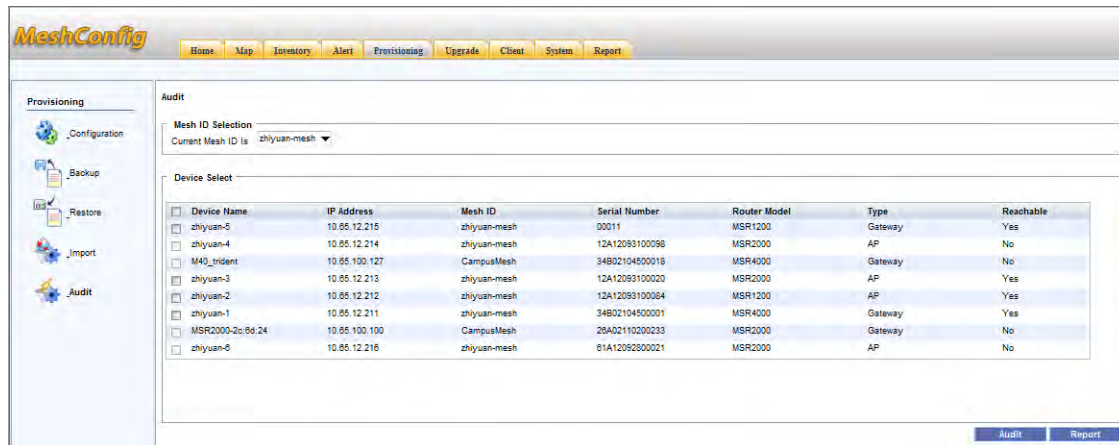 MeshConfig
Home Map Inventory Alert Provisioning Upgrade Client System Report
Provisioning
Configuration
Backup
Restore
Import
Audit
Audit
Mesh ID Selection
Current Mesh ID Is zhiyuan-mesh
Device Select
Device Name IP Address Mesh ID Serial Number Router Model Type Reachable
zhiyuan-5 10.65.12.215 zhiyuan-mesh 00011 MSR1200 Gateway Yes
zhiyuan-4 10.65.12.214 zhiyuan-mesh 12A12093100098 MSR2000 AP No
M40_trident 10.65.100.127 CampusMesh 34B02104500018 MSR4000 Gateway No
zhiyuan-3 10.65.12.213 zhiyuan-mesh 12A12093100020 MSR2000 AP Yes
zhiyuan-2 10.65.12.212 zhiyuan-mesh 12A12093100084 MSR1200 AP Yes
zhiyuan-1 10.65.12.211 zhiyuan-mesh 34B02104500001 MSR4000 Gateway Yes
MSR2000-2c:6d:24 10.65.100.100 CampusMesh 26A02110200233 MSR2000 Gateway No
zhiyuan-6 10.65.12.216 zhiyuan-mesh 61A12092800021 MSR2000 AP No
Audit Report